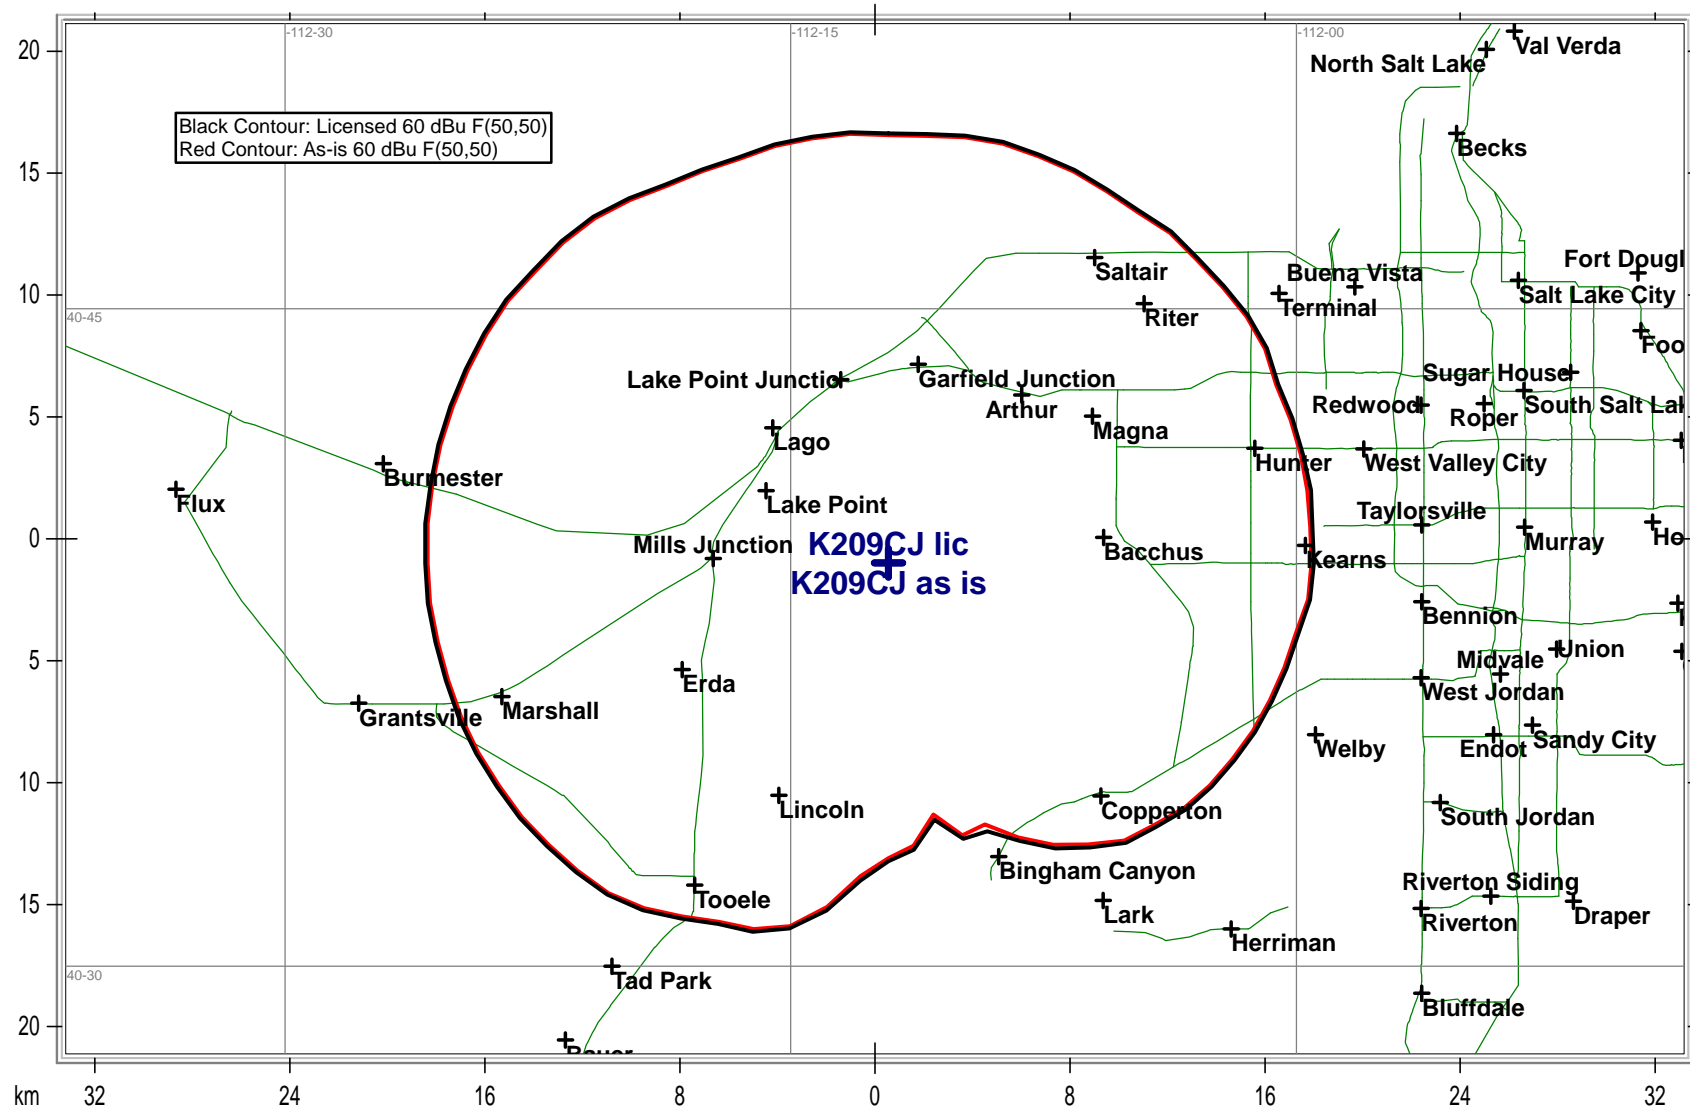 -112-30
-112-15
-112-00
20
Val Verda
North Salt Lake
Black Contour: Licensed 60 dBu F(50,50)
Red Contour: As-is 60 dBu F(50,50)
Becks
15
Fort Dougl
Saltair
Buena Vista
10
Salt Lake City
Terminal
Riter
40-45
Foo
Sugar House
Lake Point Junctio
Garfield Junction
Arthur
Redwood
South Salt Lak
Roper
5
Magna
Lago
Hunter
West Valley City
Burmester
Flux
Lake Point
Taylorsville
0
Mills Junction
K209CJ lic
Bacchus
Kearns
Murray
Ho
K209CJ as is
Bennion
5
Midvale
Union
Erda
West Jordan
Grantsville
Marshall
Welby
Endot
Sandy City
10
Lincoln
Copperton
South Jordan
Bingham Canyon
Riverton Siding
Tooele
15
Lark
Riverton
Draper
Herriman
40-30
Tad Park
Bluffdale
20
Bauer
km
32
24
16
8
0
8
16
24
32